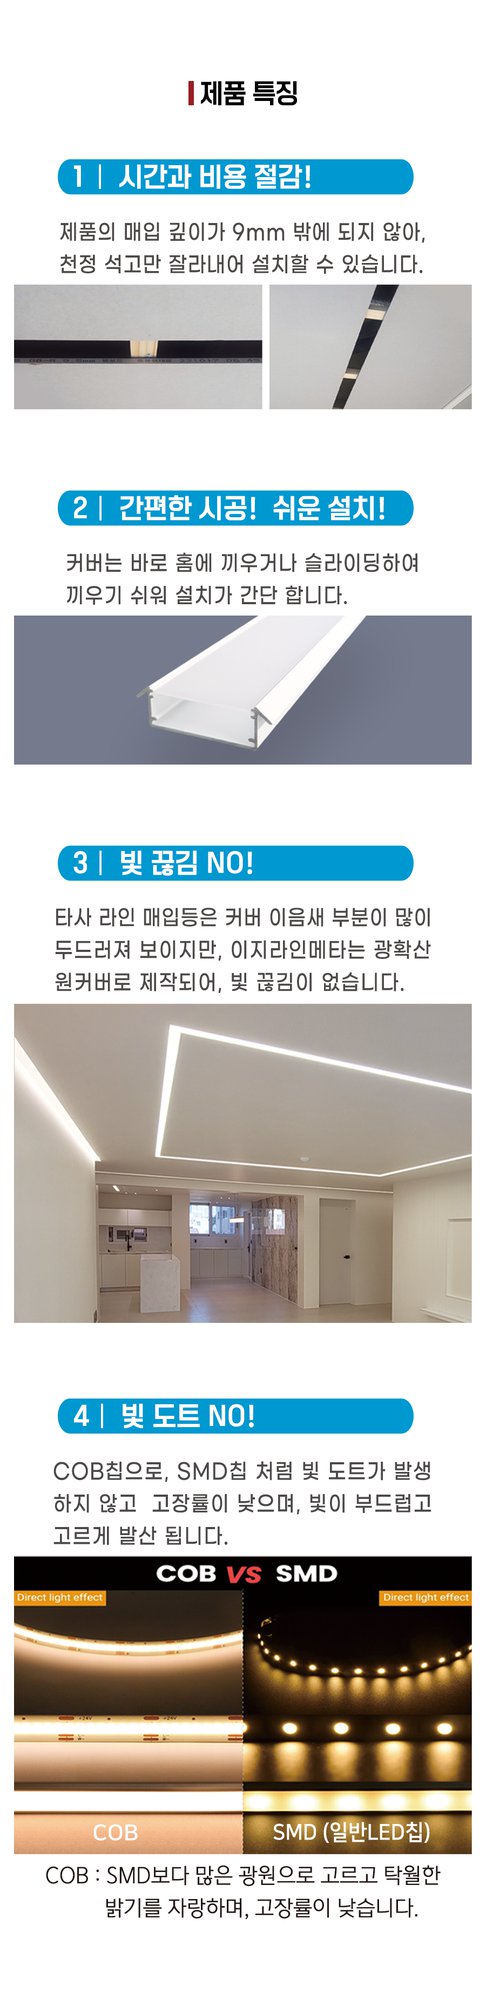 제품 특징
1 | 시간과 비용 절감!
제품의 매입 깊이가 9mm 밖에 되지 않아,
천정 석고만 잘라내어 설치할 수 있습니다.
2 | 간편한 시공! 쉬운 설치!
커버는 바로 홈에 끼우거나 슬라이딩하여
끼우기 쉬워 설치가 간단 합니다.
3 | 빛 끊김 NO!
타사 라인 매입등은 커버 이음새 부분이 많이
두드러져 보이지만, 이지라인메타는 광확산
원커버로 제작되어, 빛 끊김이 없습니다.
4 | 빛 도트 NO!
COB칩으로, SMD칩 처럼 빛 도트가 발생
하지 않고 고장률이 낮으며, 빛이 부드럽고
고르게 발산 됩니다.
COB VS SMD
Direct light effect
Direct light effect
+24V
+24V
COB
SMD (일반LED칩)
COB : SMD보다 많은 광원으로 고르고 탁월한
밝기를 자랑하며, 고장률이 낮습니다.